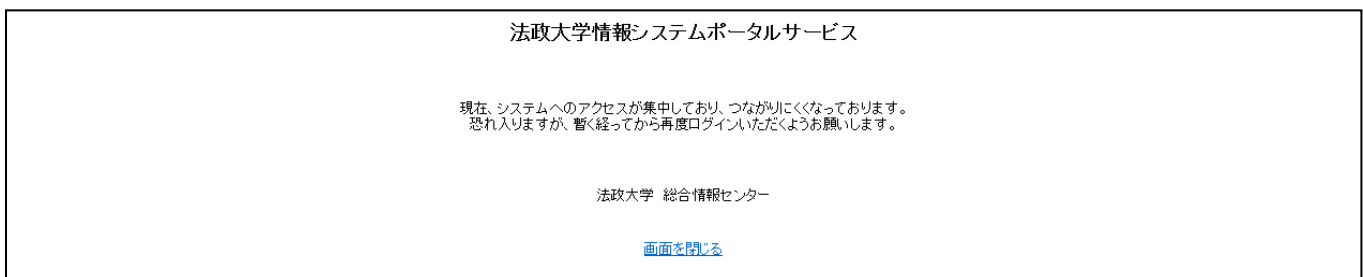 法政大学情報システムポータルサービス
現在、システムへのアクセスが集中しており、つながりにくくなっております。
恐れ入りますが、暫く経ってから再度ログインいただくようお願いします。
法政大学 総合情報センター
画面を閉じる